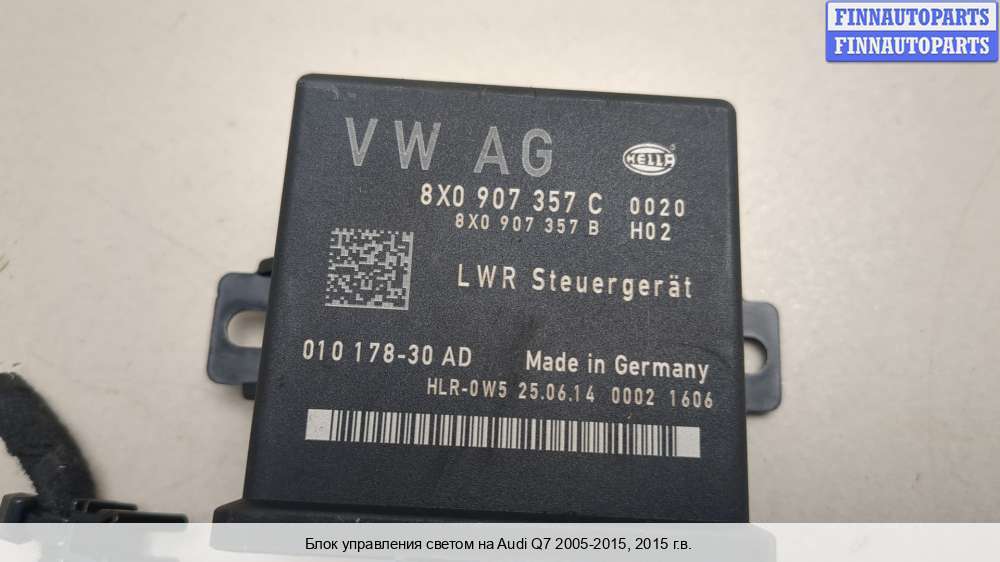 FINNAUTOPARTS
FINNAUTOPARTS
VW AG
HELLA
8X0 907 357 C 0020
8X0 907 357 B H02
LWR Steuergerät
010 178-30 AD Made in Germany
HLR-0W5 25.06.14 0002 1606
Блок управления светом на Audi Q7 2005-2015, 2015 г.в.